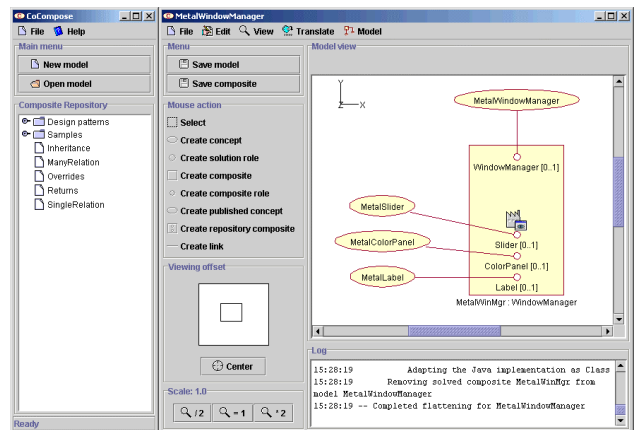 CoCompose
File Help
Main menu
New model
Open model
Composite Repository
Design patterns
Samples
Inheritance
ManyRelation
Overrides
Returns
SingleRelation
Ready
MetalWindowManager
File Edit View Translate Model
Menu
Save model
Save composite
Mouse action
Select
Create concept
Create solution role
Create composite
Create composite role
Create published concept
Create repository composite
Create link
Viewing offset
Center
Scale: 1.0
/ 2 = 1 * 2
Model view
Y
Z X
MetalWindowManager
WindowManager [0..1]
MetalSlider
MetalColorPanel
Slider [0..1]
ColorPanel [0..1]
MetalLabel
Label [0..1]
MetalWinMgr : WindowManager
Log
15:28:19 Adapting the Java implementation as Class
15:28:19 Removing solved composite MetalWinMgr from
model MetalWindowManager
15:28:19 -- Completed flattening for MetalWindowManager